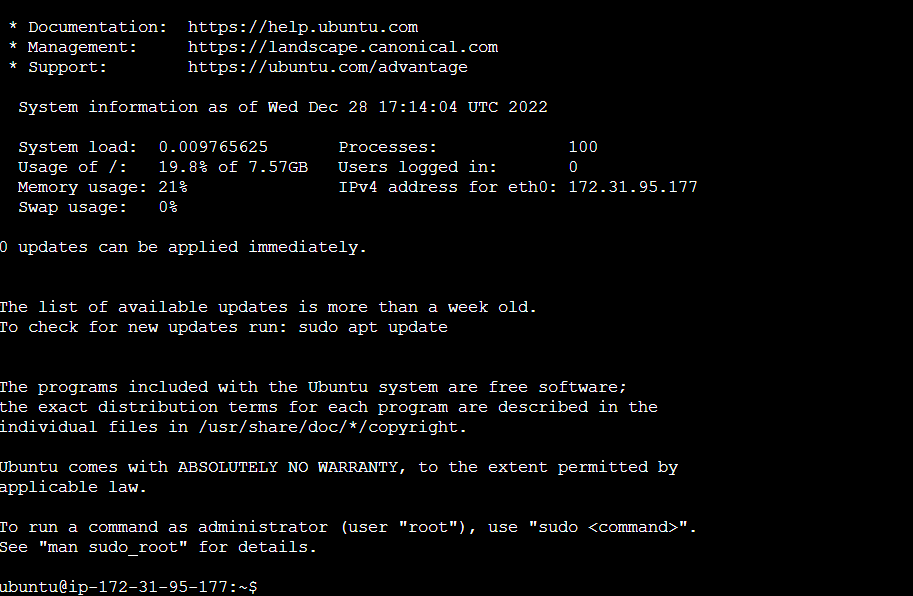 * Documentation:  https://help.ubuntu.com
* Management:     https://landscape.canonical.com
* Support:        https://ubuntu.com/advantage
System information as of Wed Dec 28 17:14:04 UTC 2022
System load:  0.009765625       Processes:             100
Usage of /:   19.8% of 7.57GB   Users logged in:       0
Memory usage: 21%               IPv4 address for eth0: 172.31.95.177
Swap usage:   0%
0 updates can be applied immediately.
The list of available updates is more than a week old.
To check for new updates run: sudo apt update
The programs included with the Ubuntu system are free software;
the exact distribution terms for each program are described in the
individual files in /usr/share/doc/*/copyright.
Ubuntu comes with ABSOLUTELY NO WARRANTY, to the extent permitted by
applicable law.
To run a command as administrator (user "root"), use "sudo <command>".
See "man sudo_root" for details.
ubuntu@ip-172-31-95-177:~$